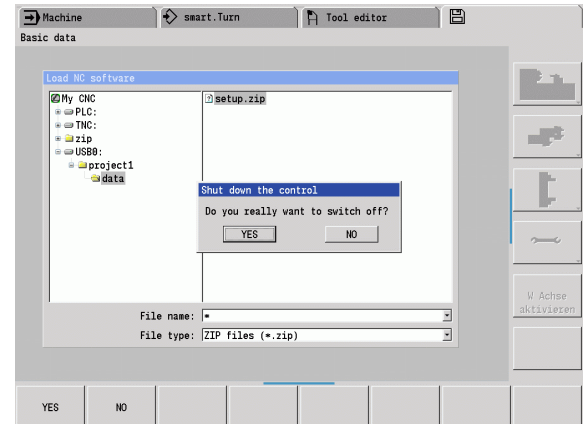 Machine
smart.Turn
Tool editor
Basic data
Load NC software
My CNC
PLC:
TNC:
zip
USB0:
project1
data
setup.zip
Shut down the control
Do you really want to switch off?
YES
NO
W Achse
aktivieren
File name: *
File type: ZIP files (*.zip)
YES
NO